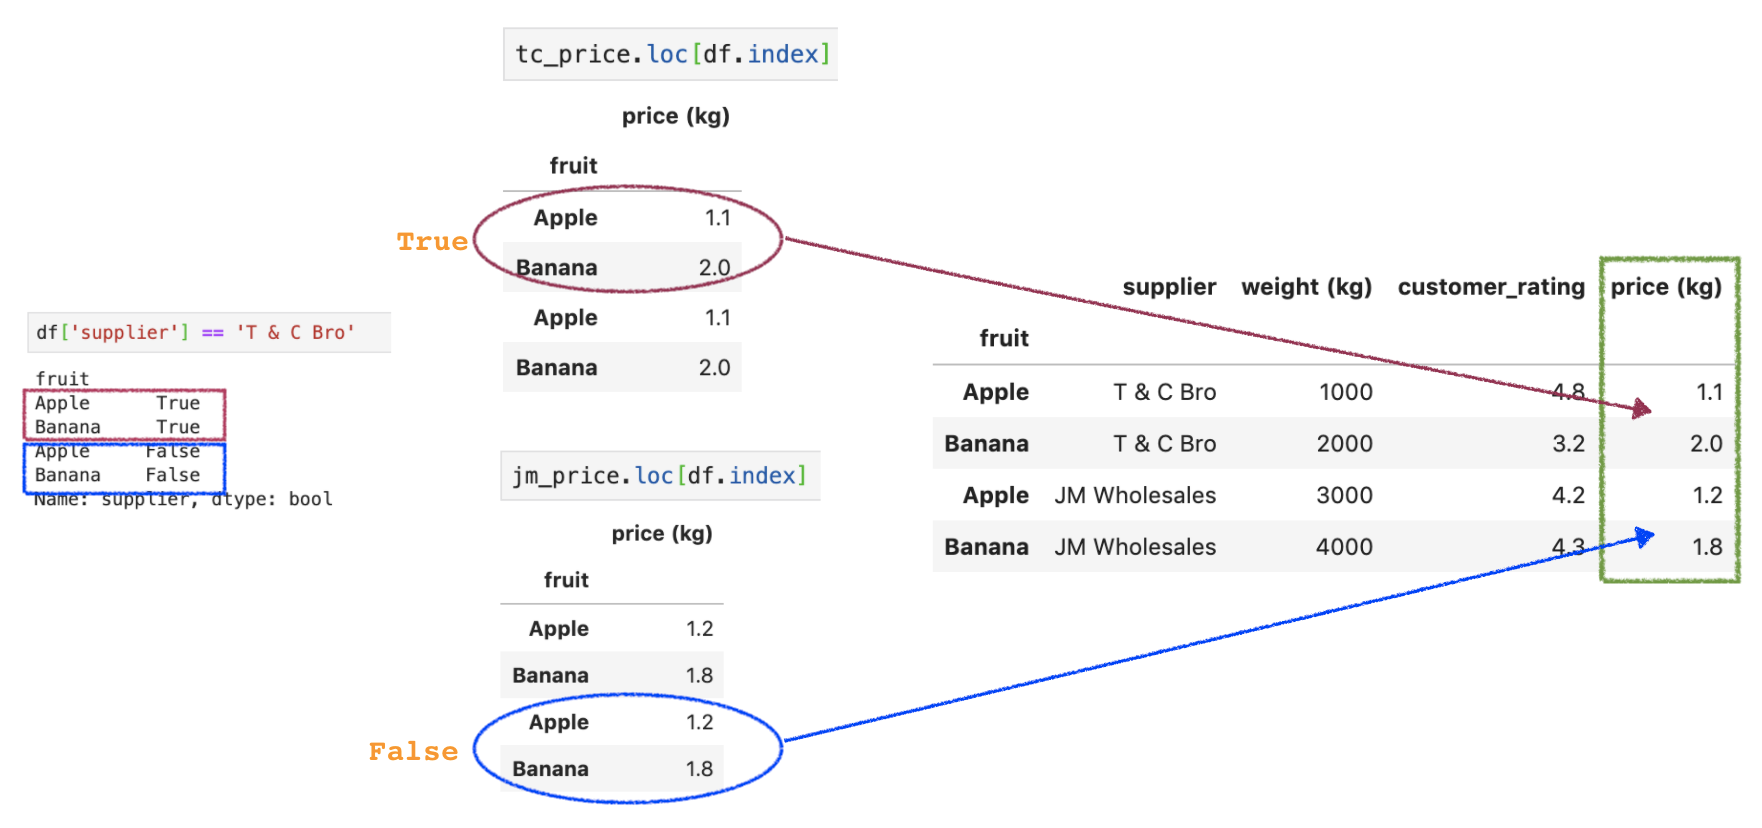 tc_price.loc[df.index]
price (kg)
fruit
Apple 1.1
Banana 2.0
Apple 1.1
Banana 2.0
True
df['supplier'] == 'T & C Bro'
fruit
Apple True
Banana True
Apple False
Banana False
Name: supplier, dtype: bool
jm_price.loc[df.index]
price (kg)
fruit
Apple 1.2
Banana 1.8
Apple 1.2
Banana 1.8
False
supplier weight (kg) customer_rating price (kg)
fruit
Apple T & C Bro 1000 4.8 1.1
Banana T & C Bro 2000 3.2 2.0
Apple JM Wholesales 3000 4.2 1.2
Banana JM Wholesales 4000 4.3 1.8